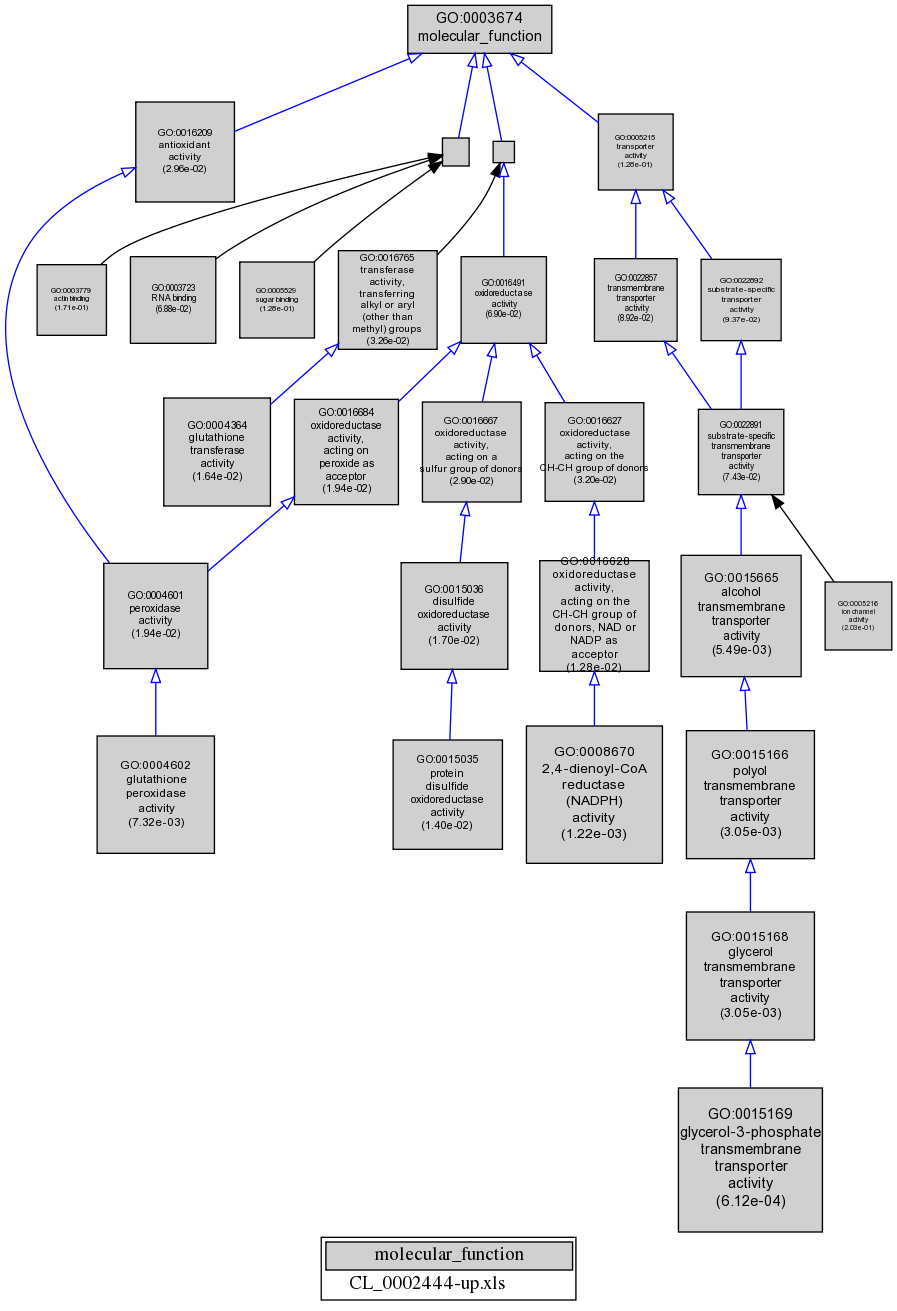 GO:0003674
molecular_function
GO:0016209
antioxidant
activity
(2.96e-02)
GO:0005215
transporter
activity
(1.28e-01)
GO:0003779
actin binding
(1.71e-01)
GO:0003723
RNA binding
(6.88e-02)
GO:0005529
sugar binding
(1.26e-01)
GO:0016765
transferase
activity,
transferring
alkyl or aryl
(other than
methyl) groups
(3.26e-02)
GO:0016491
oxidoreductase
activity
(6.90e-02)
GO:0022857
transmembrane
transporter
activity
(8.92e-02)
GO:0022892
substrate-specific
transporter
activity
(9.37e-02)
GO:0004364
glutathione
transferase
activity
(1.64e-02)
GO:0016684
oxidoreductase
activity,
acting on
peroxide as
acceptor
(1.94e-02)
GO:0016667
oxidoreductase
activity,
acting on a
sulfur group of donors
(2.90e-02)
GO:0016627
oxidoreductase
activity,
acting on the
CH-CH group of donors
(3.20e-02)
GO:0022891
substrate-specific
transmembrane
transporter
activity
(7.43e-02)
GO:0004601
peroxidase
activity
(1.94e-02)
GO:0015036
disulfide
oxidoreductase
activity
(1.70e-02)
GO:0016628
oxidoreductase
activity,
acting on the
CH-CH group of
donors, NAD or
NADP as
acceptor
(1.28e-02)
GO:0015665
alcohol
transmembrane
transporter
activity
(5.49e-03)
GO:0005216
ion channel
activity
(2.03e-01)
GO:0004602
glutathione
peroxidase
activity
(7.32e-03)
GO:0015035
protein
disulfide
oxidoreductase
activity
(1.40e-02)
GO:0008670
2,4-dienoyl-CoA
reductase
(NADPH)
activity
(1.22e-03)
GO:0015166
polyol
transmembrane
transporter
activity
(3.05e-03)
GO:0015168
glycerol
transmembrane
transporter
activity
(3.05e-03)
GO:0015169
glycerol-3-phosphate
transmembrane
transporter
activity
(6.12e-04)
molecular_function
CL_0002444-up.xls